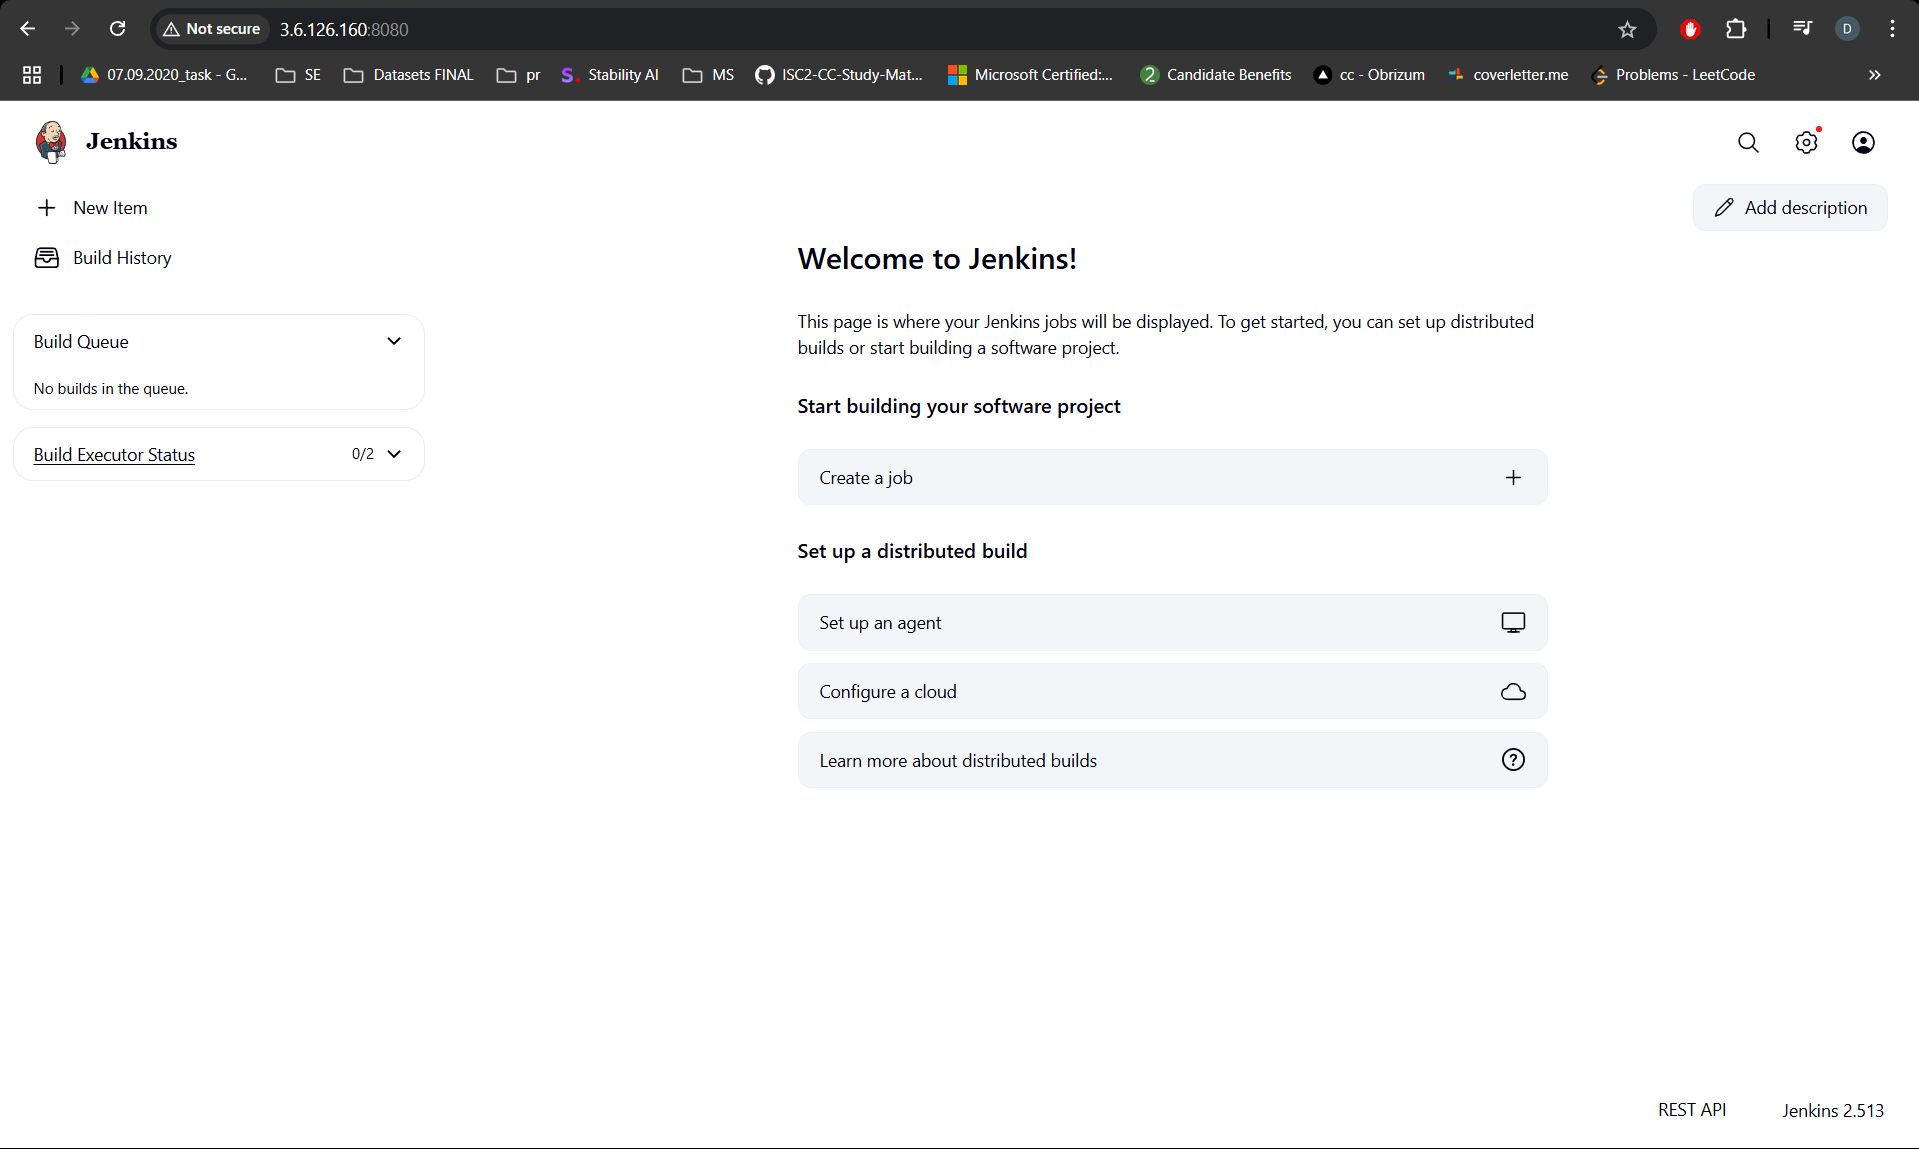 Not secure 3.6.126.160:8080
D
07.09.2020_task - G... SE Datasets FINAL pr S. Stability AI MS ISC2-CC-Study-Mat... Microsoft Certified:... 2 Candidate Benefits cc - Obrizum coverletter.me Problems - LeetCode »
Jenkins
New Item
Add description
Build History
Welcome to Jenkins!
This page is where your Jenkins jobs will be displayed. To get started, you can set up distributed
builds or start building a software project.
Build Queue
No builds in the queue.
Start building your software project
Build Executor Status 0/2
Create a job
Set up a distributed build
Set up an agent
Configure a cloud
Learn more about distributed builds
REST API Jenkins 2.513